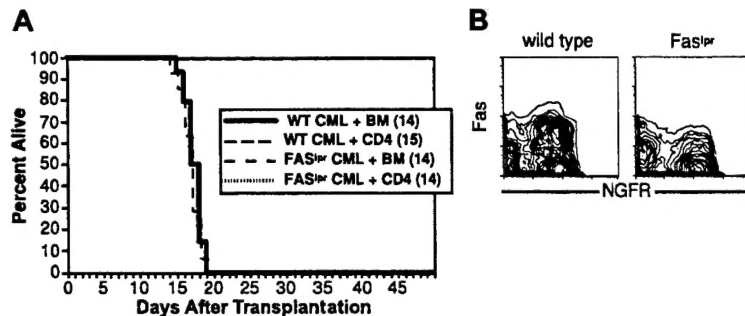 A
Percent Alive
100
90
80
70
60
50
40
30
20
10
0
0 5 10 15 20 25 30 35 40 45
Days After Transplantation
WT CML + BM (14)
WT CML + CD4 (15)
FASlpr CML + BM (14)
FASlpr CML + CD4 (14)
B
wild type
Faslpr
Fas
NGFR